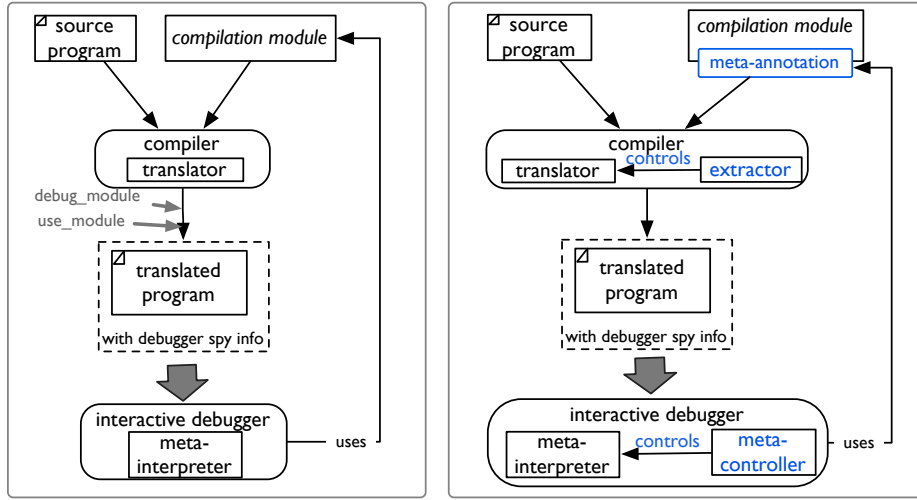 source
program
compilation module
compiler
translator
debug_module
use_module
translated
program
with debugger spy info
interactive debugger
meta-
interpreter
uses
source
program
compilation module
meta-annotation
compiler
controls
translator
extractor
translated
program
with debugger spy info
interactive debugger
meta-
interpreter
controls
meta-
controller
uses